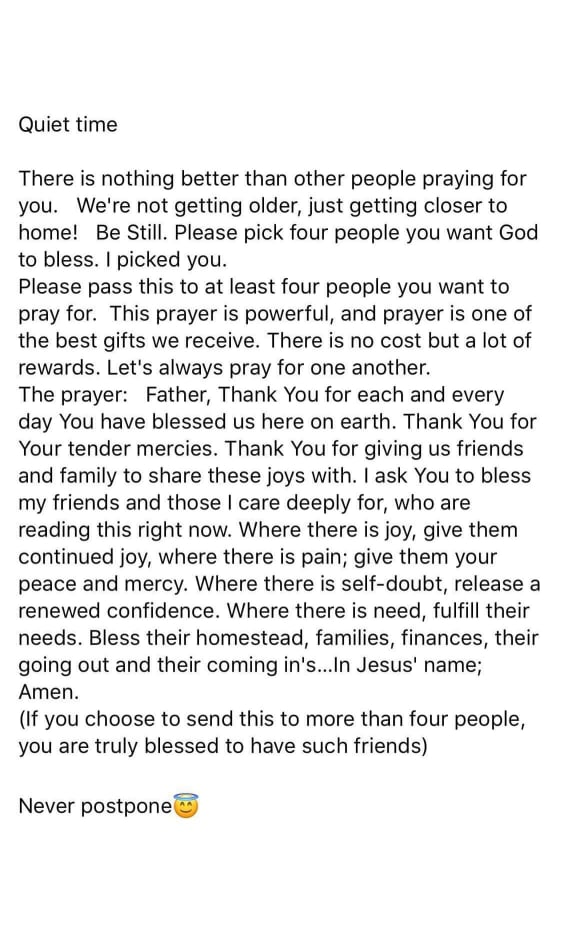 Quiet time
There is nothing better than other people praying for
you.   We're not getting older, just getting closer to
home!   Be Still. Please pick four people you want God
to bless. I picked you.
Please pass this to at least four people you want to
pray for.  This prayer is powerful, and prayer is one of
the best gifts we receive. There is no cost but a lot of
rewards. Let's always pray for one another.
The prayer:   Father, Thank You for each and every
day You have blessed us here on earth. Thank You for
Your tender mercies. Thank You for giving us friends
and family to share these joys with. I ask You to bless
my friends and those I care deeply for, who are
reading this right now. Where there is joy, give them
continued joy, where there is pain; give them your
peace and mercy. Where there is self-doubt, release a
renewed confidence. Where there is need, fulfill their
needs. Bless their homestead, families, finances, their
going out and their coming in's...In Jesus' name;
Amen.
(If you choose to send this to more than four people,
you are truly blessed to have such friends)
Never postpone😇